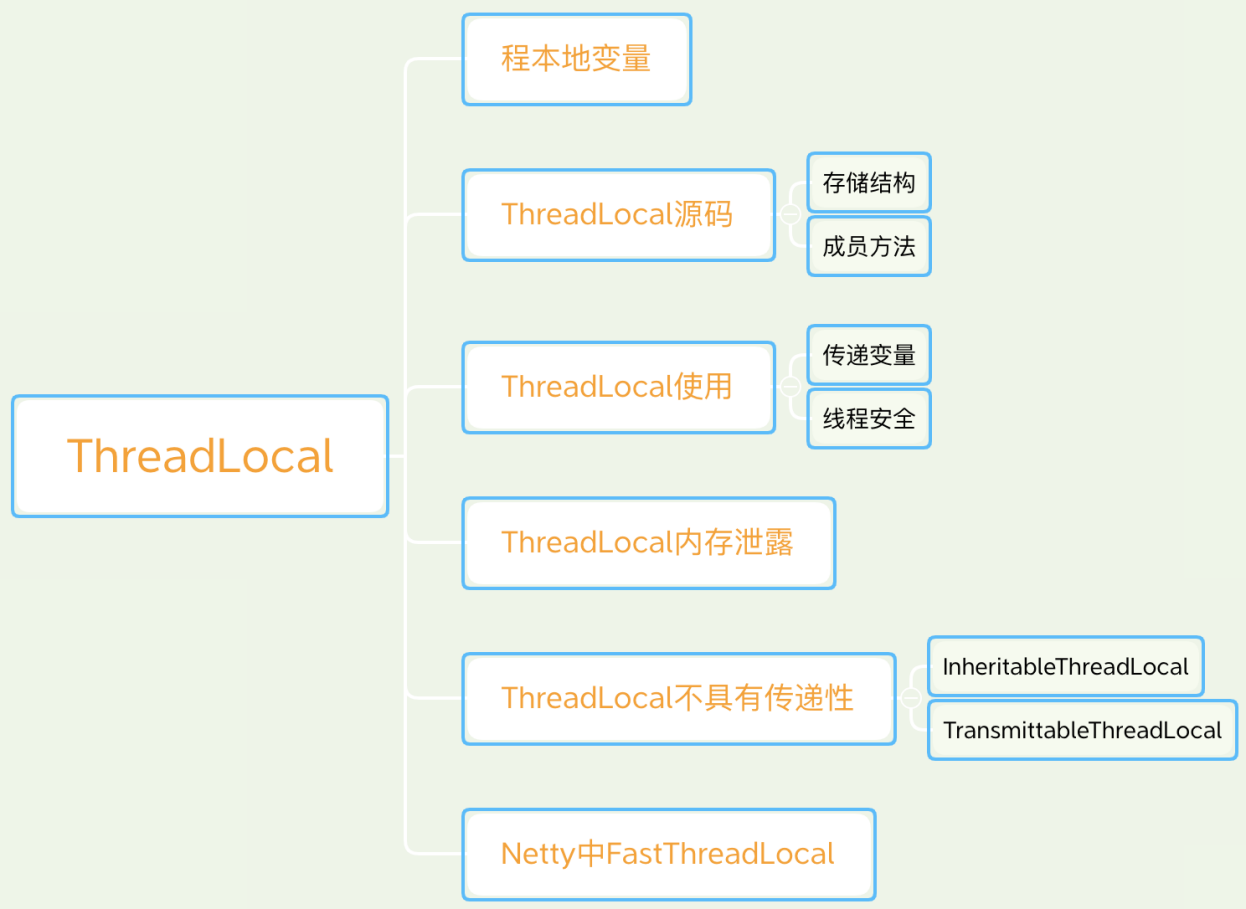 ThreadLocal
程本地变量
ThreadLocal源码
存储结构
成员方法
ThreadLocal使用
传递变量
线程安全
ThreadLocal内存泄露
ThreadLocal不具有传递性
InheritableThreadLocal
TransmittableThreadLocal
Netty中FastThreadLocal